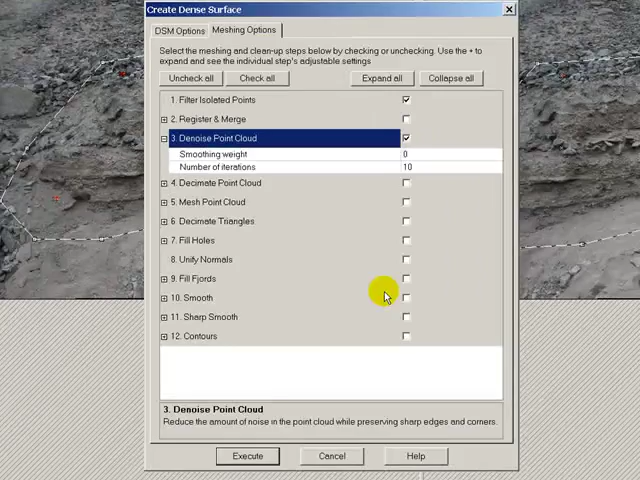 Create Dense Surface
DSM Options Meshing Options
Select the meshing and clean-up steps below by checking or unchecking. Use the + to
expand and see the individual step's adjustable settings
Uncheck all Check all Expand all Collapse all
1. Filter Isolated Points
2. Register & Merge
3. Denoise Point Cloud
Smoothing weight 0
Number of iterations 10
4. Decimate Point Cloud
5. Mesh Point Cloud
6. Decimate Triangles
7. Fill Holes
8. Unify Normals
9. Fill Fjords
10. Smooth
11. Sharp Smooth
12. Contours
3. Denoise Point Cloud
Reduce the amount of noise in the point cloud while preserving sharp edges and corners.
Execute Cancel Help